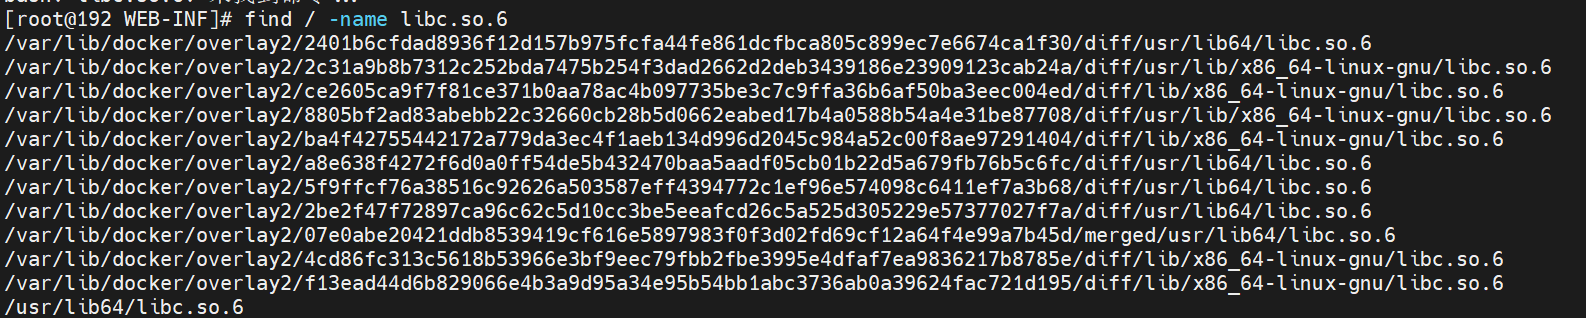 [root@192 WEB-INF]# find / -name libc.so.6
/var/lib/docker/overlay2/2401b6cfdad8936f12d157b975fcfa44fe861dcfbca805c899ec7e6674ca1f30/diff/usr/lib64/libc.so.6
/var/lib/docker/overlay2/2c31a9b8b7312c252bda7475b254f3dad2662d2deb3439186e23909123cab24a/diff/usr/lib/x86_64-linux-gnu/libc.so.6
/var/lib/docker/overlay2/ce2605ca9f7f81ce371b0aa78ac4b097735be3c7c9ffa36b6af50ba3eec004ed/diff/lib/x86_64-linux-gnu/libc.so.6
/var/lib/docker/overlay2/8805bf2ad83abebb22c32660cb28b5d0662eabed17b4a0588b54a4e31be87708/diff/usr/lib/x86_64-linux-gnu/libc.so.6
/var/lib/docker/overlay2/ba4f42755442172a779da3ec4f1aeb134d996d2045c984a52c00f8ae97291404/diff/lib/x86_64-linux-gnu/libc.so.6
/var/lib/docker/overlay2/a8e638f4272f6d0a0ff54de5b432470baa5aadf05cb01b22d5a679fb76b5c6fc/diff/usr/lib64/libc.so.6
/var/lib/docker/overlay2/5f9ffcf76a38516c92626a503587eff4394772c1ef96e574098c6411ef7a3b68/diff/usr/lib64/libc.so.6
/var/lib/docker/overlay2/2be2f47f72897ca96c62c5d10cc3be5eeafcd26c5a525d305229e57377027f7a/diff/usr/lib64/libc.so.6
/var/lib/docker/overlay2/07e0abe20421ddb8539419cf616e5897983f0f3d02fd69cf12a64f4e99a7b45d/merged/usr/lib64/libc.so.6
/var/lib/docker/overlay2/4cd86fc313c5618b53966e3bf9eec79fbb2fbe3995e4dfaf7ea9836217b8785e/diff/lib/x86_64-linux-gnu/libc.so.6
/var/lib/docker/overlay2/f13ead44d6b829066e4b3a9d95a34e95b54bb1abc3736ab0a39624fac721d195/diff/lib/x86_64-linux-gnu/libc.so.6
/usr/lib64/libc.so.6